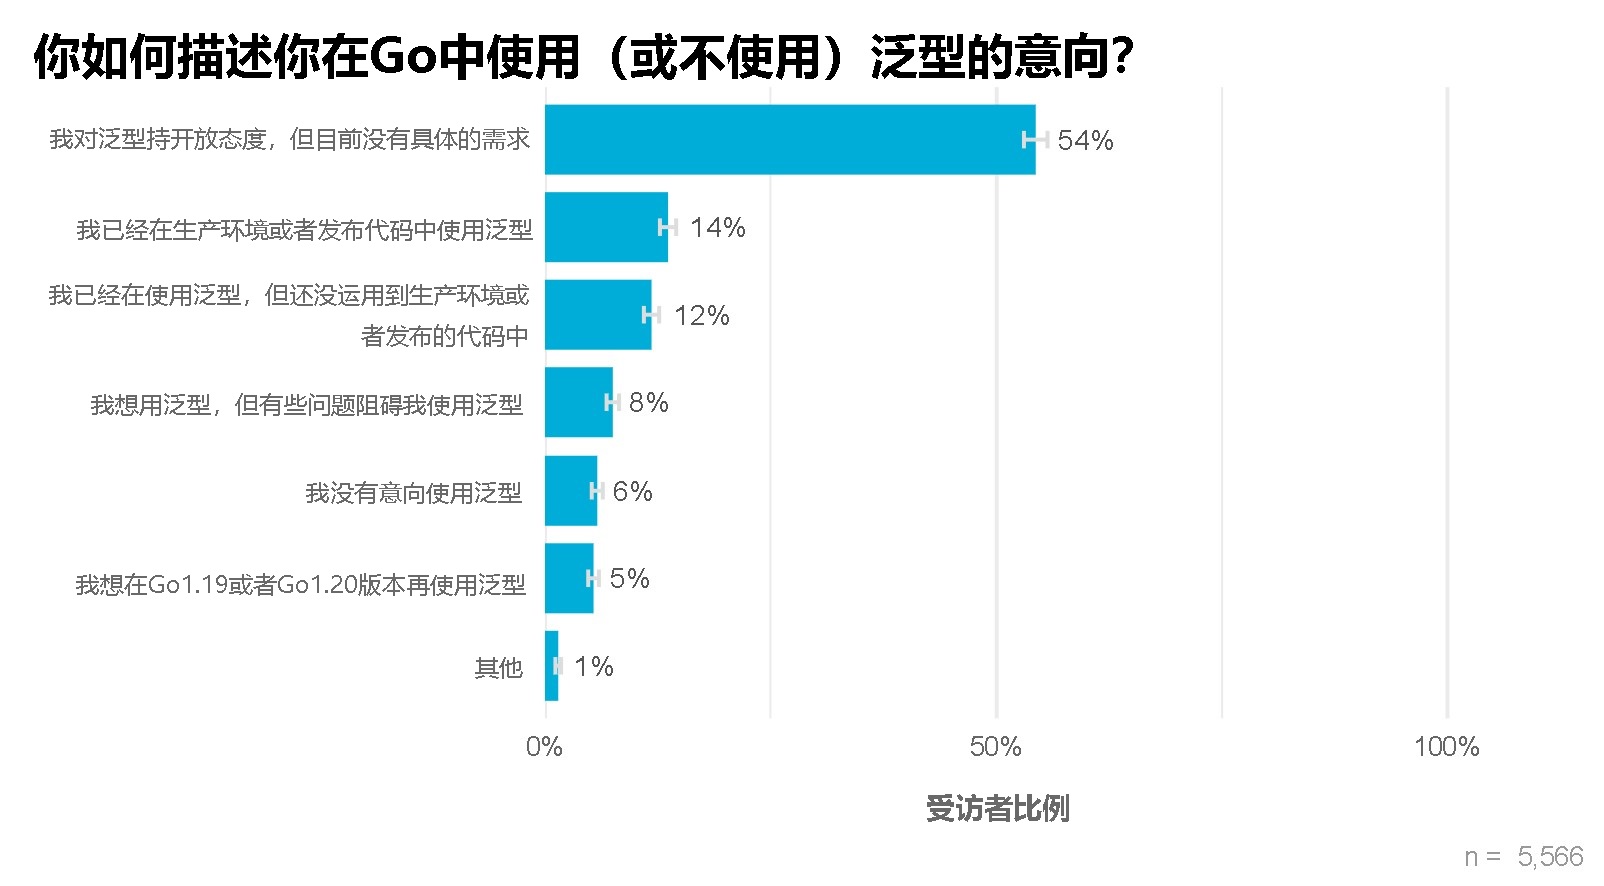 你如何描述你在Go中使用（或不使用）泛型的意向？
我对泛型持开放态度，但目前没有具体的需求
54%
我已经在生产环境或者发布代码中使用泛型
14%
我已经在使用泛型，但还没运用到生产环境或
者发布的代码中
12%
我想用泛型，但有些问题阻碍我使用泛型
8%
我没有意向使用泛型
6%
我想在Go1.19或者Go1.20版本再使用泛型
5%
其他
1%
0%
50%
100%
受访者比例
n = 5,566